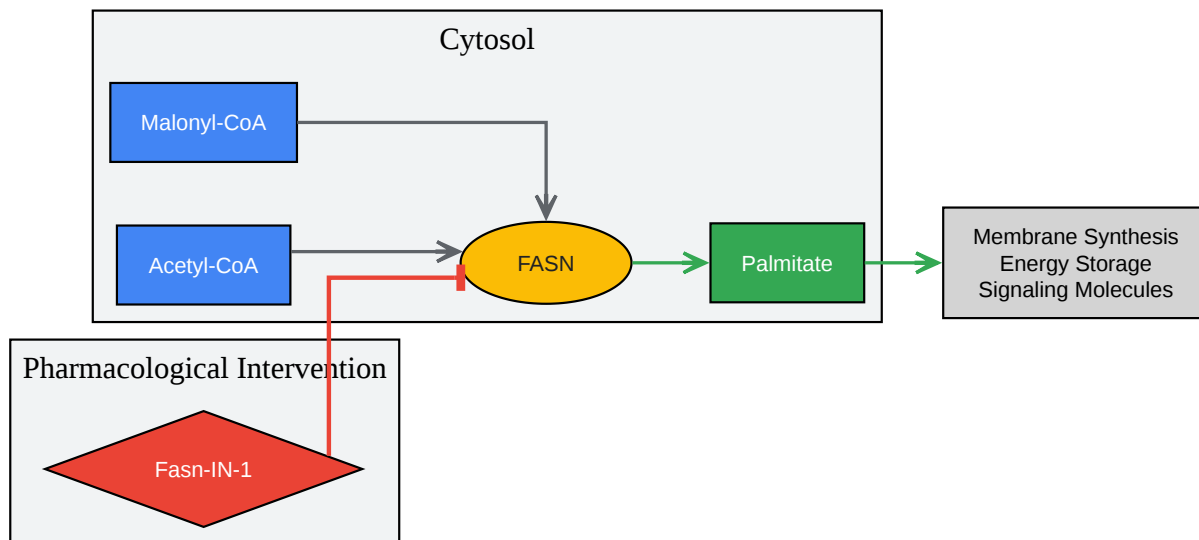 Cytosol
Malonyl-CoA
Acetyl-CoA
FASN
Palmitate
Membrane Synthesis
Energy Storage
Signaling Molecules
Pharmacological Intervention
Fasn-IN-1